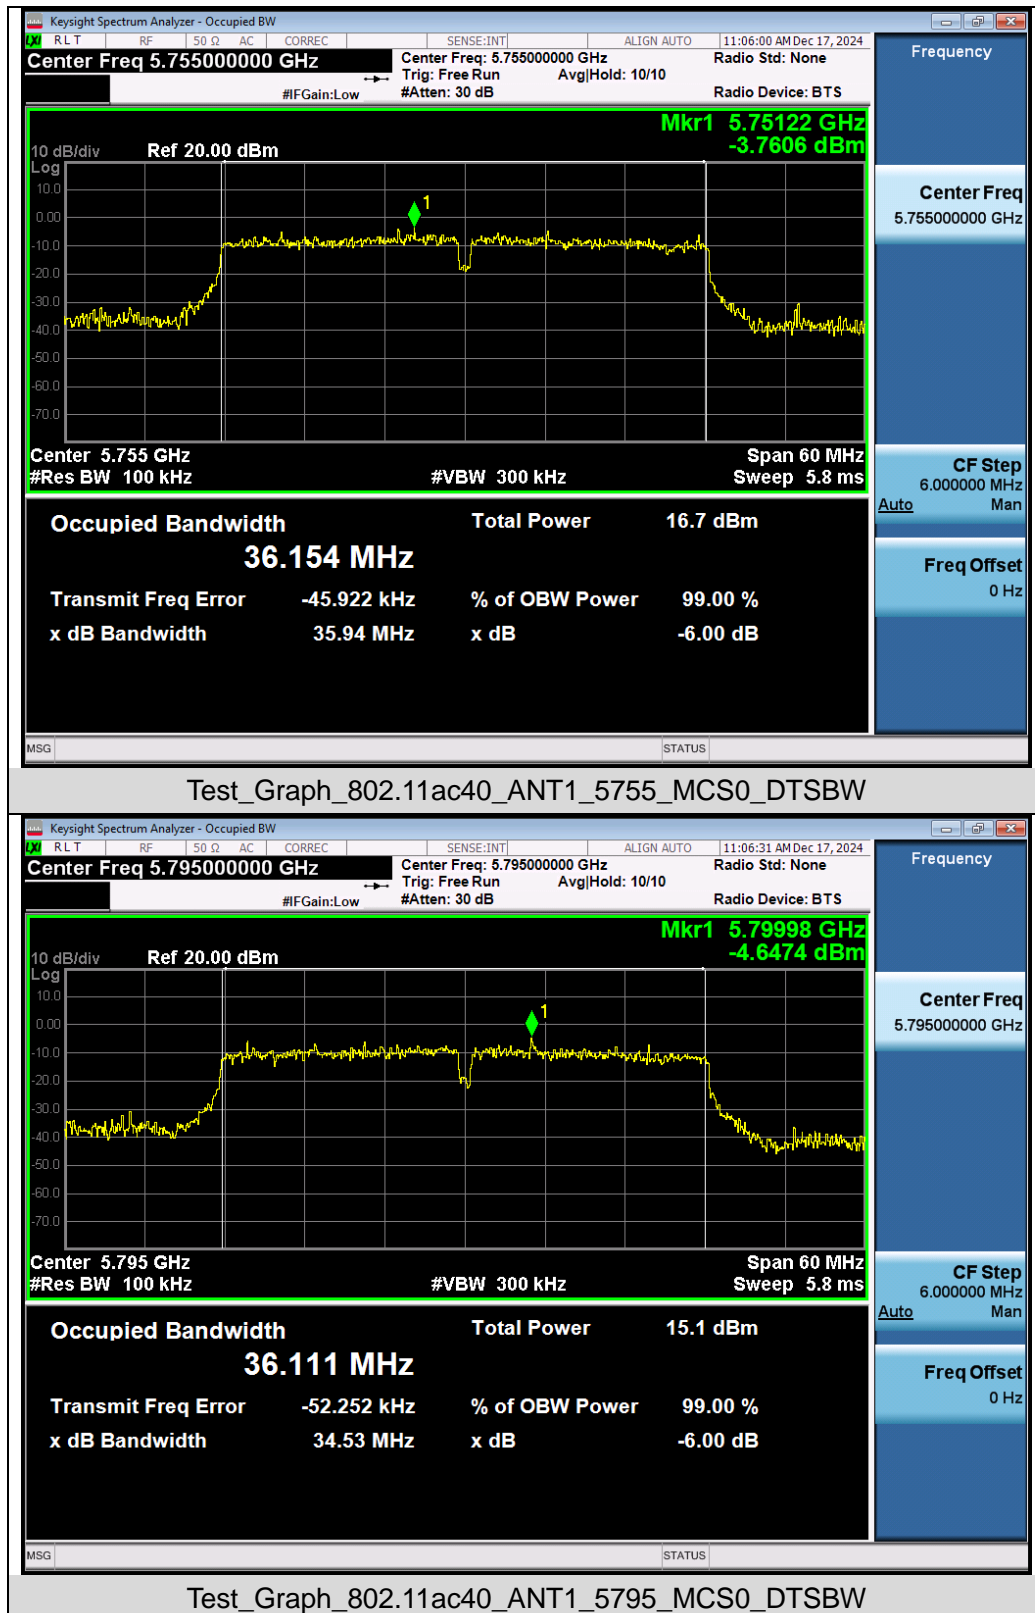 Keysight Spectrum Analyzer - Occupied BW
LXI RLT RF 50 Ω AC CORREC SENSE:INT ALIGN AUTO 11:06:00 AM Dec 17, 2024
Center Freq 5.755000000 GHz
Center Freq: 5.755000000 GHz Radio Std: None
Trig: Free Run Avg|Hold: 10/10
#IFGain:Low #Atten: 30 dB Radio Device: BTS
Frequency
Mkr1 5.75122 GHz
-3.7606 dBm
10 dB/div Ref 20.00 dBm
Log
10.0
0.00
-10.0
-20.0
-30.0
-40.0
-50.0
-60.0
-70.0
1
Center 5.755 GHz Span 60 MHz
#Res BW 100 kHz #VBW 300 kHz Sweep 5.8 ms
Center Freq
5.755000000 GHz
CF Step
6.000000 MHz
Auto Man
Freq Offset
0 Hz
Occupied Bandwidth Total Power 16.7 dBm
36.154 MHz
Transmit Freq Error -45.922 kHz % of OBW Power 99.00 %
x dB Bandwidth 35.94 MHz x dB -6.00 dB
MSG STATUS
Test_Graph_802.11ac40_ANT1_5755_MCS0_DTSBW
Keysight Spectrum Analyzer - Occupied BW
LXI RLT RF 50 Ω AC CORREC SENSE:INT ALIGN AUTO 11:06:31 AM Dec 17, 2024
Center Freq 5.795000000 GHz
Center Freq: 5.795000000 GHz Radio Std: None
Trig: Free Run Avg|Hold: 10/10
#IFGain:Low #Atten: 30 dB Radio Device: BTS
Frequency
Mkr1 5.79998 GHz
-4.6474 dBm
10 dB/div Ref 20.00 dBm
Log
10.0
0.00
-10.0
-20.0
-30.0
-40.0
-50.0
-60.0
-70.0
1
Center 5.795 GHz Span 60 MHz
#Res BW 100 kHz #VBW 300 kHz Sweep 5.8 ms
Center Freq
5.795000000 GHz
CF Step
6.000000 MHz
Auto Man
Freq Offset
0 Hz
Occupied Bandwidth Total Power 15.1 dBm
36.111 MHz
Transmit Freq Error -52.252 kHz % of OBW Power 99.00 %
x dB Bandwidth 34.53 MHz x dB -6.00 dB
MSG STATUS
Test_Graph_802.11ac40_ANT1_5795_MCS0_DTSBW